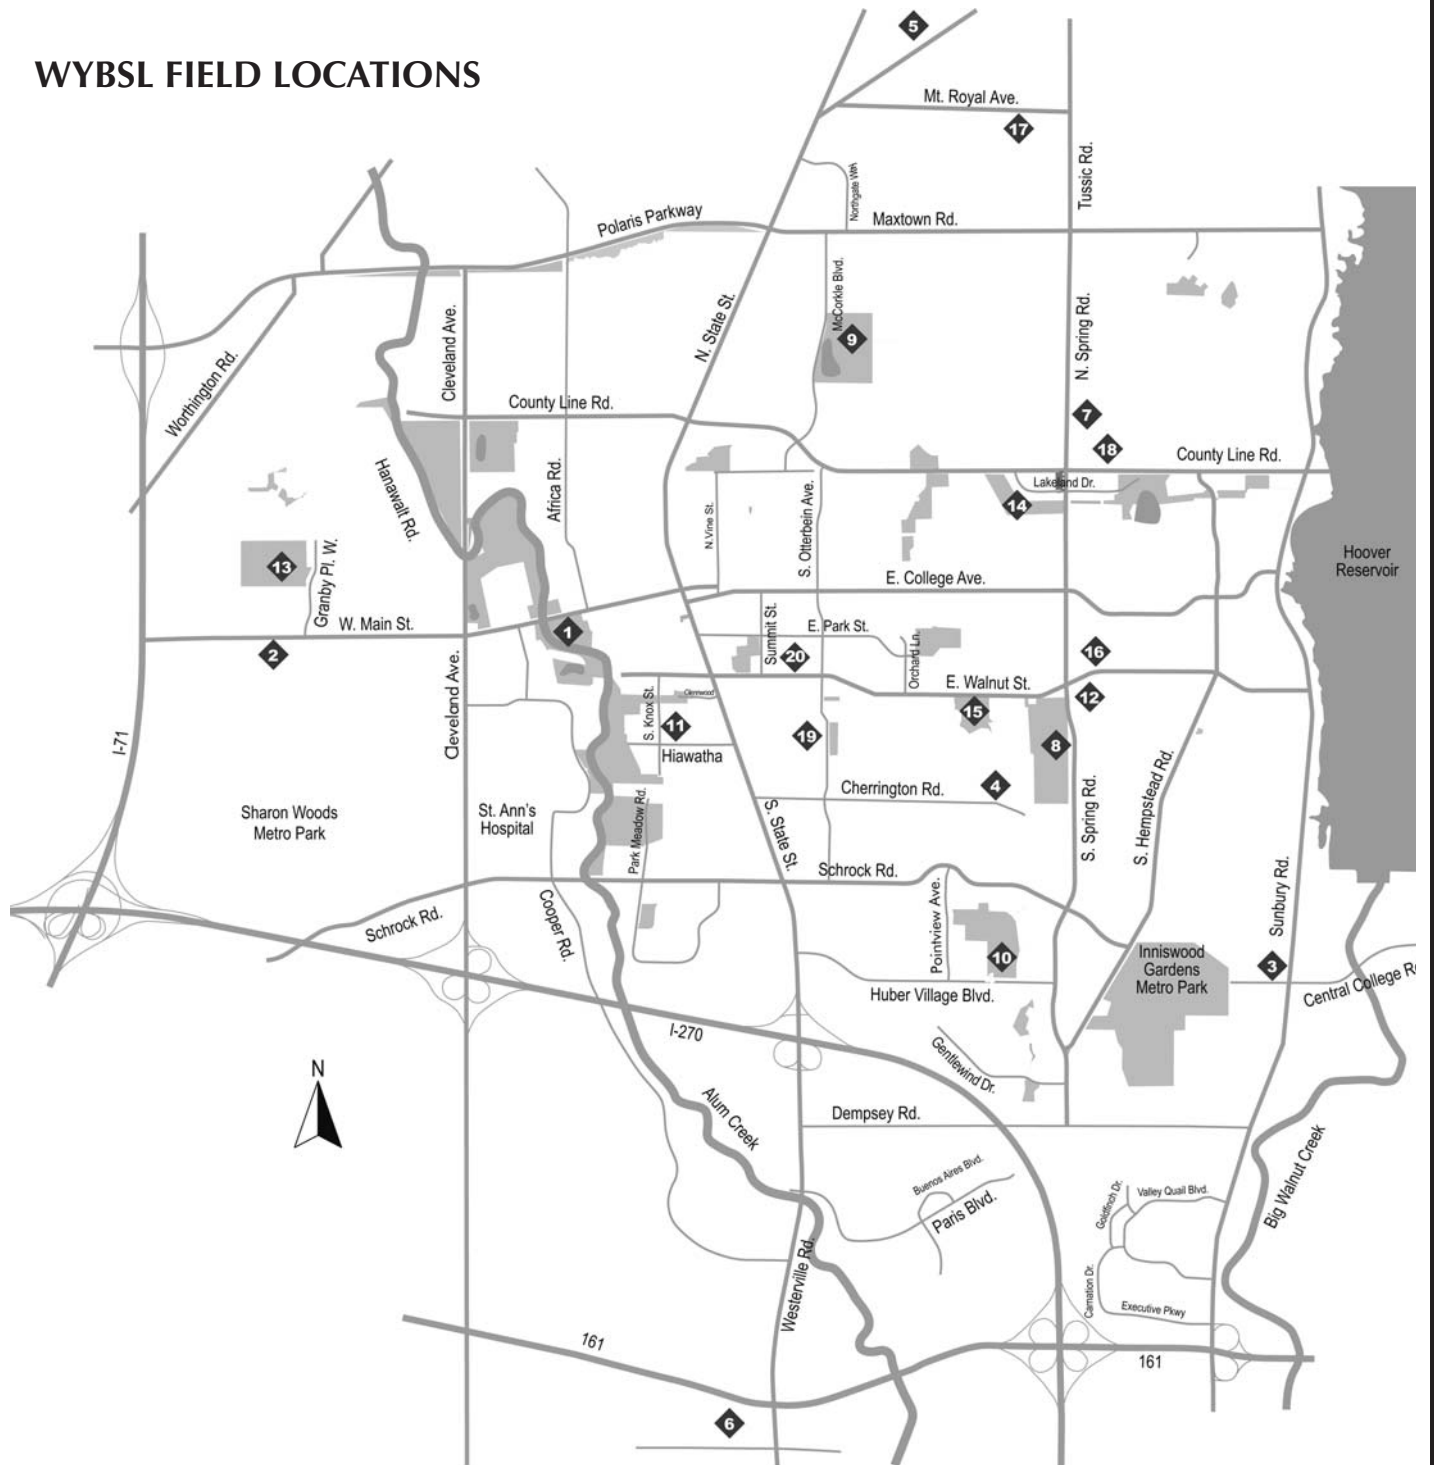 WYBSL FIELD LOCATIONS
5
Mt. Royal Ave.
17
Tussic Rd.
Polaris Parkway
Maxtown Rd.
N. State St.
McCorkle Blvd.
9
N. Spring Rd.
Cleveland Ave.
Worthington Rd.
County Line Rd.
7
18
County Line Rd.
Hanawalt Rd.
Africa Rd.
N.Vine St.
S. Otterbein Ave.
Lakeland Dr.
14
Hoover
Reservoir
13
Granby Pl. W.
E. College Ave.
W. Main St.
1
Summit St.
E. Park St.
20
Orchard Ln.
16
2
Cleveland Ave.
E. Walnut St.
12
Glenwood
S. Knox St.
11
Hiawatha
19
15
8
I-71
Cherrington Rd.
4
S. Hempstead Rd.
Sharon Woods
Metro Park
St. Ann's
Hospital
Park Meadow Rd.
S. State St.
S. Spring Rd.
Schrock Rd.
Sunbury Rd.
Schrock Rd.
Cooper Rd.
Pointview Ave.
10
Inniswood
Gardens
Metro Park
3
Huber Village Blvd.
Central College
I-270
Gentlewind Dr.
N
Alum Creek
Dempsey Rd.
Big Walnut Creek
Buenos Aires Blvd.
Paris Blvd.
Goldfinch Dr.
Valley Quail Blvd.
Westerville Rd.
Carnation Dr.
Executive Pkwy
161
161
6